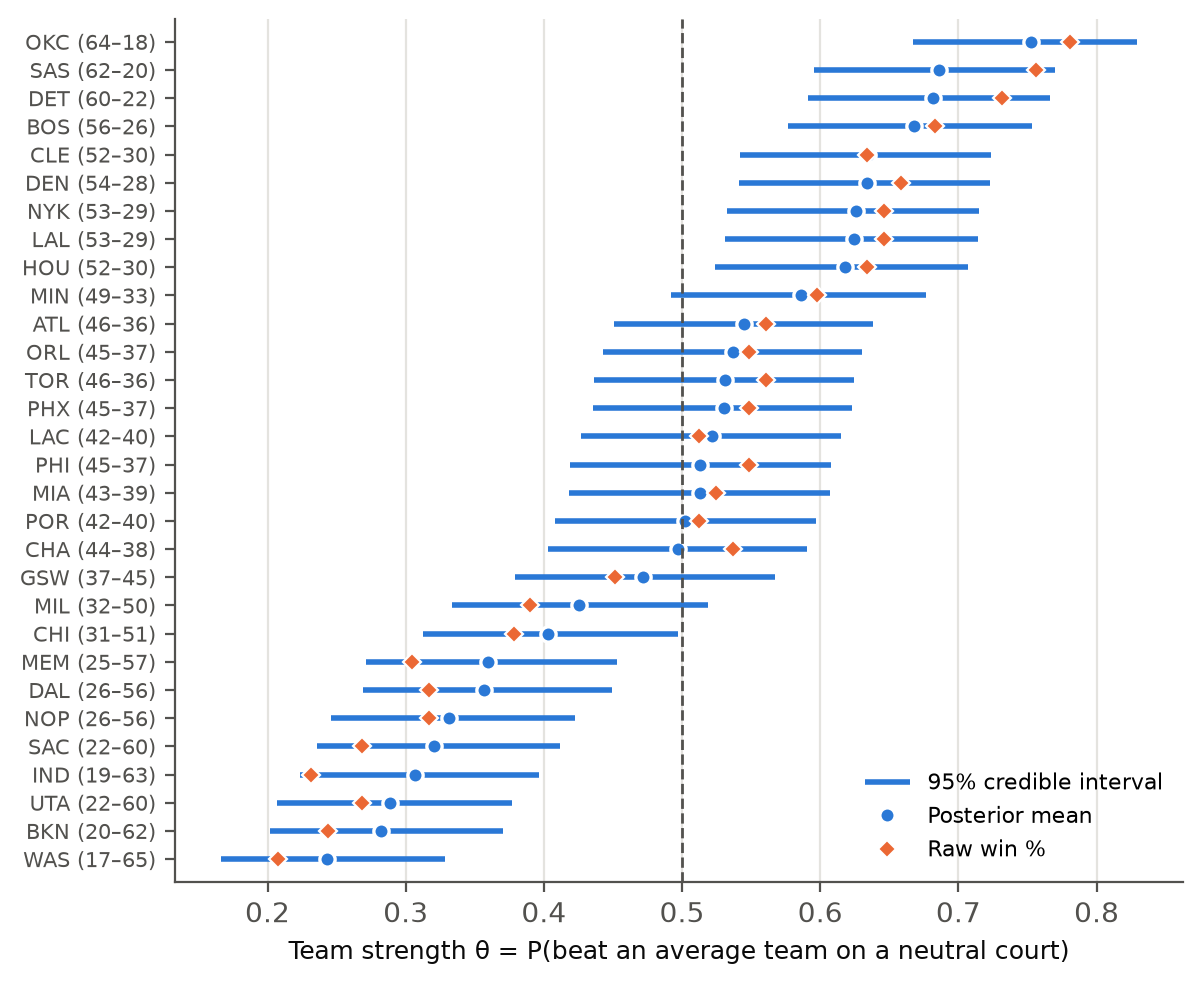 OKC (64–18)
SAS (62–20)
DET (60–22)
BOS (56–26)
CLE (52–30)
DEN (54–28)
NYK (53–29)
LAL (53–29)
HOU (52–30)
MIN (49–33)
ATL (46–36)
ORL (45–37)
TOR (46–36)
PHX (45–37)
LAC (42–40)
PHI (45–37)
MIA (43–39)
POR (42–40)
CHA (44–38)
GSW (37–45)
MIL (32–50)
CHI (31–51)
MEM (25–57)
DAL (26–56)
NOP (26–56)
SAC (22–60)
IND (19–63)
UTA (22–60)
BKN (20–62)
WAS (17–65)
95% credible interval
Posterior mean
Raw win %
0.2 0.3 0.4 0.5 0.6 0.7 0.8
Team strength θ = P(beat an average team on a neutral court)